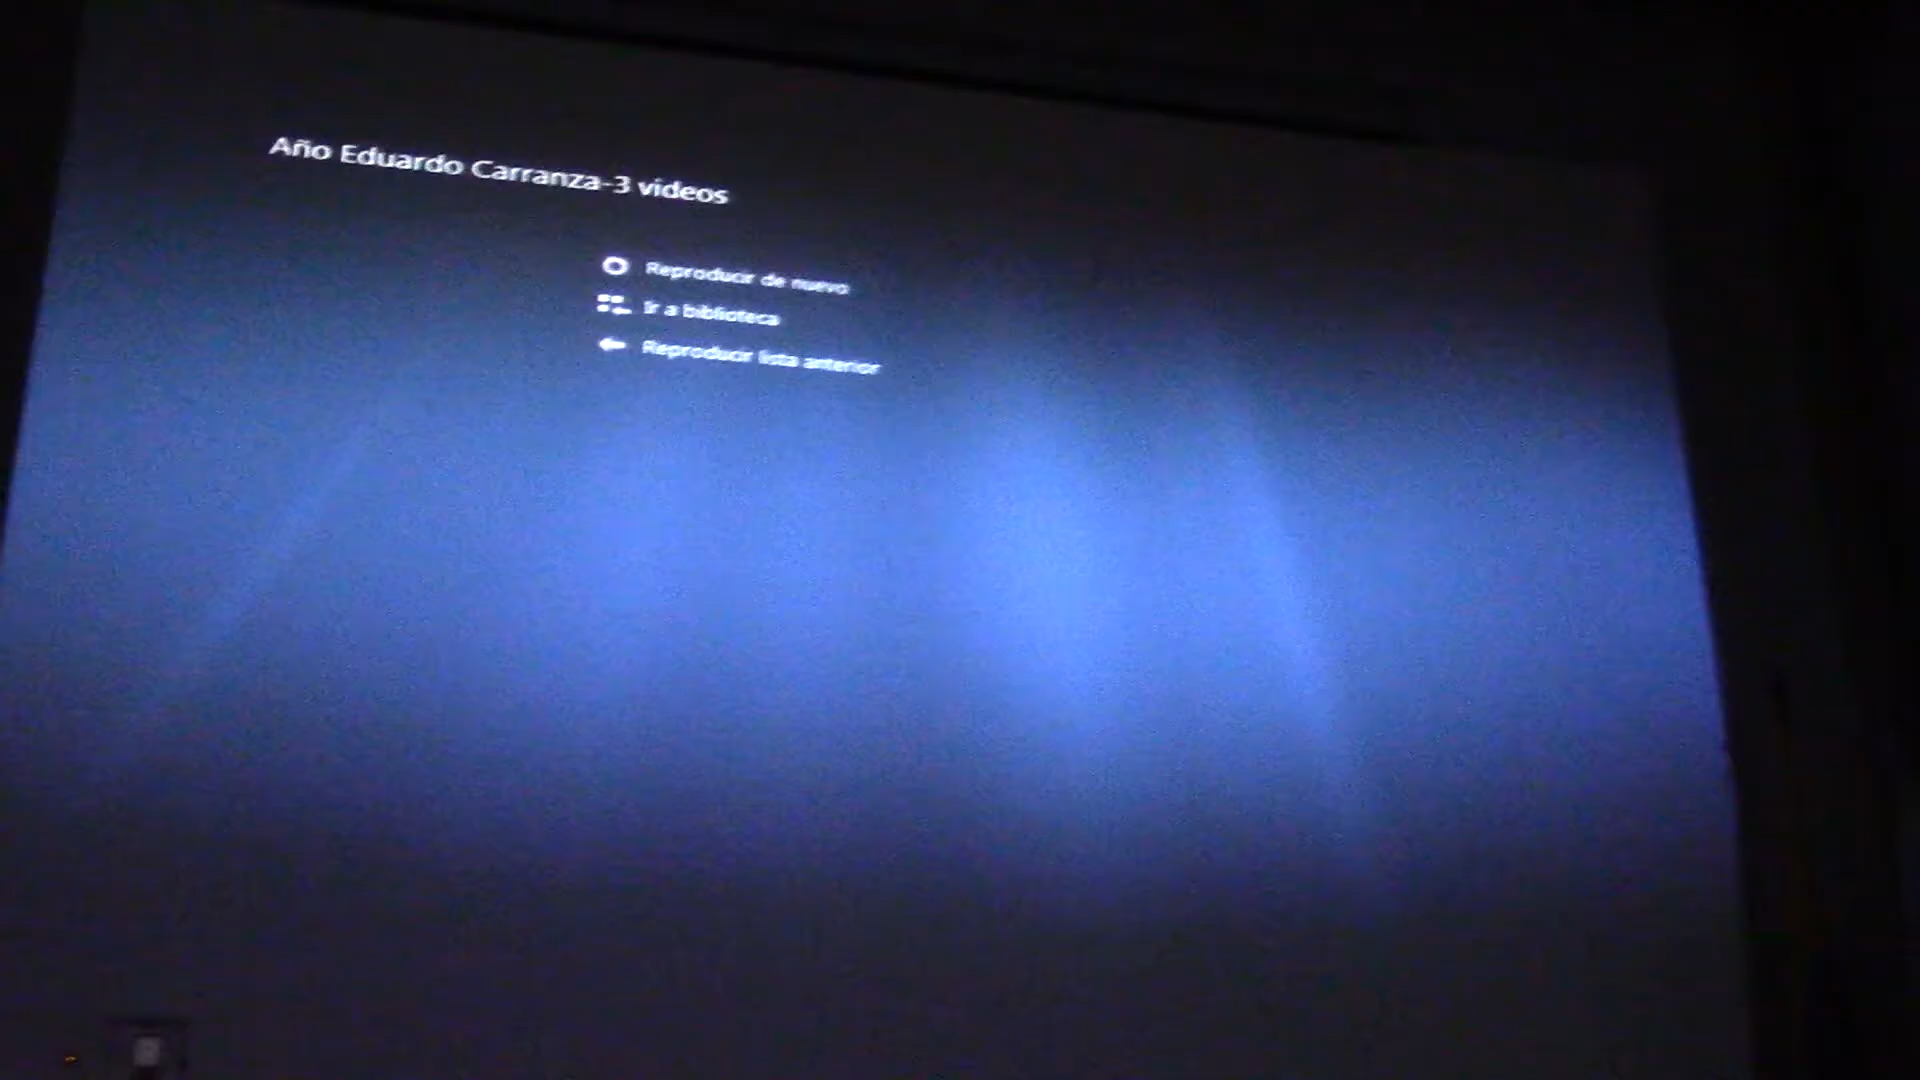 Año Eduardo Carranza-3 videos
Reproducir de nuevo
Ir a biblioteca
Reproducir lista anterior